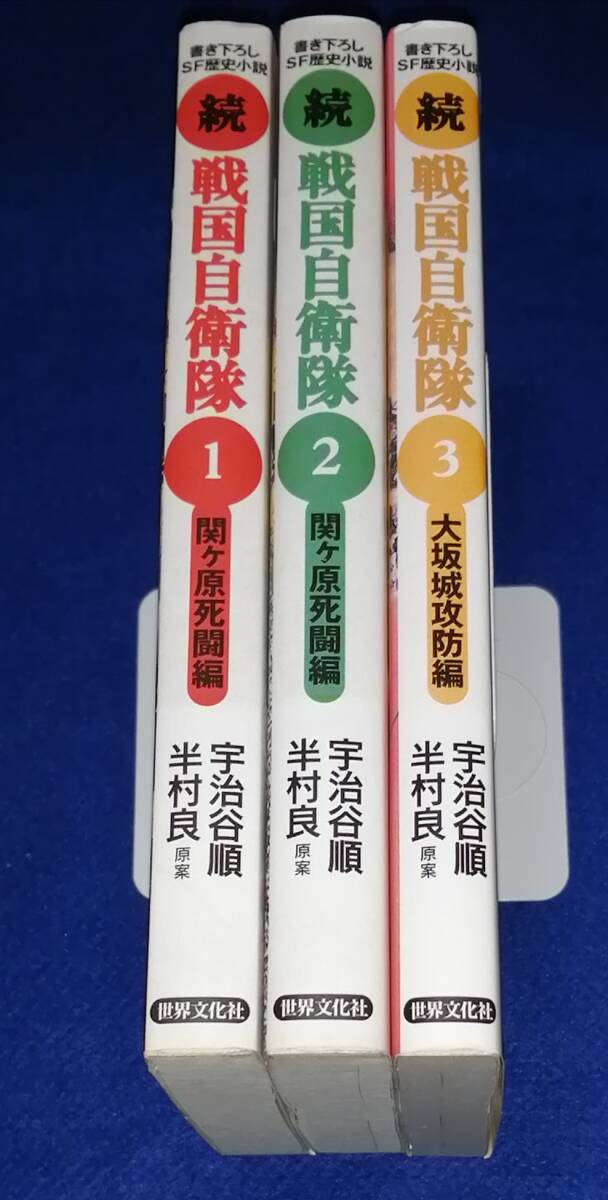 書き下ろし
SF歴史小説
続
戦国自衛隊
1
関ヶ原死闘編
宇治谷順
半村良 原案
世界文化社
書き下ろし
SF歴史小説
続
戦国自衛隊
2
関ヶ原死闘編
宇治谷順
半村良 原案
世界文化社
書き下ろし
SF歴史小説
続
戦国自衛隊
3
大坂城攻防編
宇治谷順
半村良 原案
世界文化社